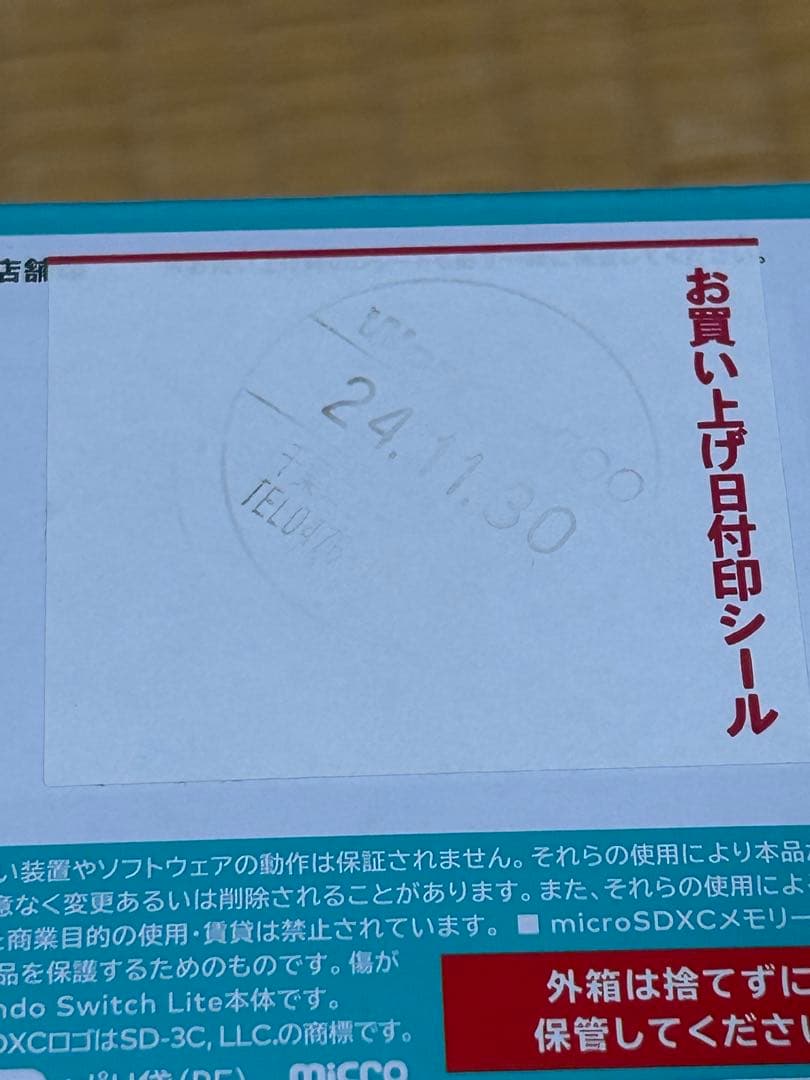 店舗
お買い上げ日付印シール
24.11.30
千葉
TEL0475
い装置やソフトウェアの動作は保証されません。それらの使用により本品
意なく変更あるいは削除されることがあります。また、それらの使用によ
と商業目的の使用・賃貸は禁止されています。 ■ microSDXCメモリー
品を保護するためのものです。傷が
ndo Switch Lite本体です。
DXCロゴはSD-3C, LLC.の商標です。
外箱は捨てずに
保管してください
micro